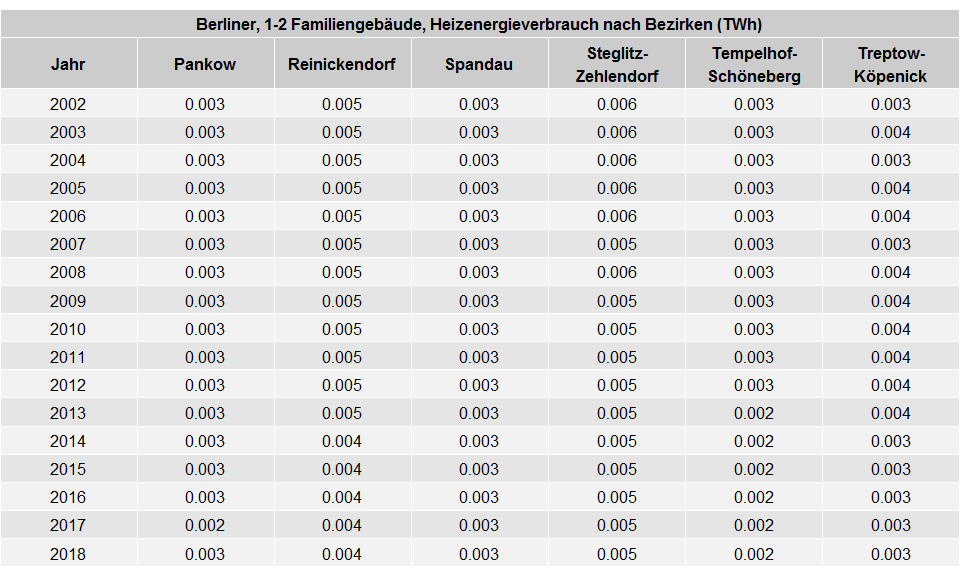 Berliner, 1-2 Familiengebäude, Heizenergieverbrauch nach Bezirken (TWh)
Jahr Pankow Reinickendorf Spandau Steglitz-Zehlendorf Tempelhof-Schöneberg Treptow-Köpenick
2002 0.003 0.005 0.003 0.006 0.003 0.003
2003 0.003 0.005 0.003 0.006 0.003 0.004
2004 0.003 0.005 0.003 0.006 0.003 0.003
2005 0.003 0.005 0.003 0.006 0.003 0.004
2006 0.003 0.005 0.003 0.006 0.003 0.004
2007 0.003 0.005 0.003 0.005 0.003 0.003
2008 0.003 0.005 0.003 0.006 0.003 0.004
2009 0.003 0.005 0.003 0.005 0.003 0.004
2010 0.003 0.005 0.003 0.005 0.003 0.004
2011 0.003 0.005 0.003 0.005 0.003 0.004
2012 0.003 0.005 0.003 0.005 0.003 0.004
2013 0.003 0.005 0.003 0.005 0.002 0.004
2014 0.003 0.004 0.003 0.005 0.002 0.003
2015 0.003 0.004 0.003 0.005 0.002 0.003
2016 0.003 0.004 0.003 0.005 0.002 0.003
2017 0.002 0.004 0.003 0.005 0.002 0.003
2018 0.003 0.004 0.003 0.005 0.002 0.003